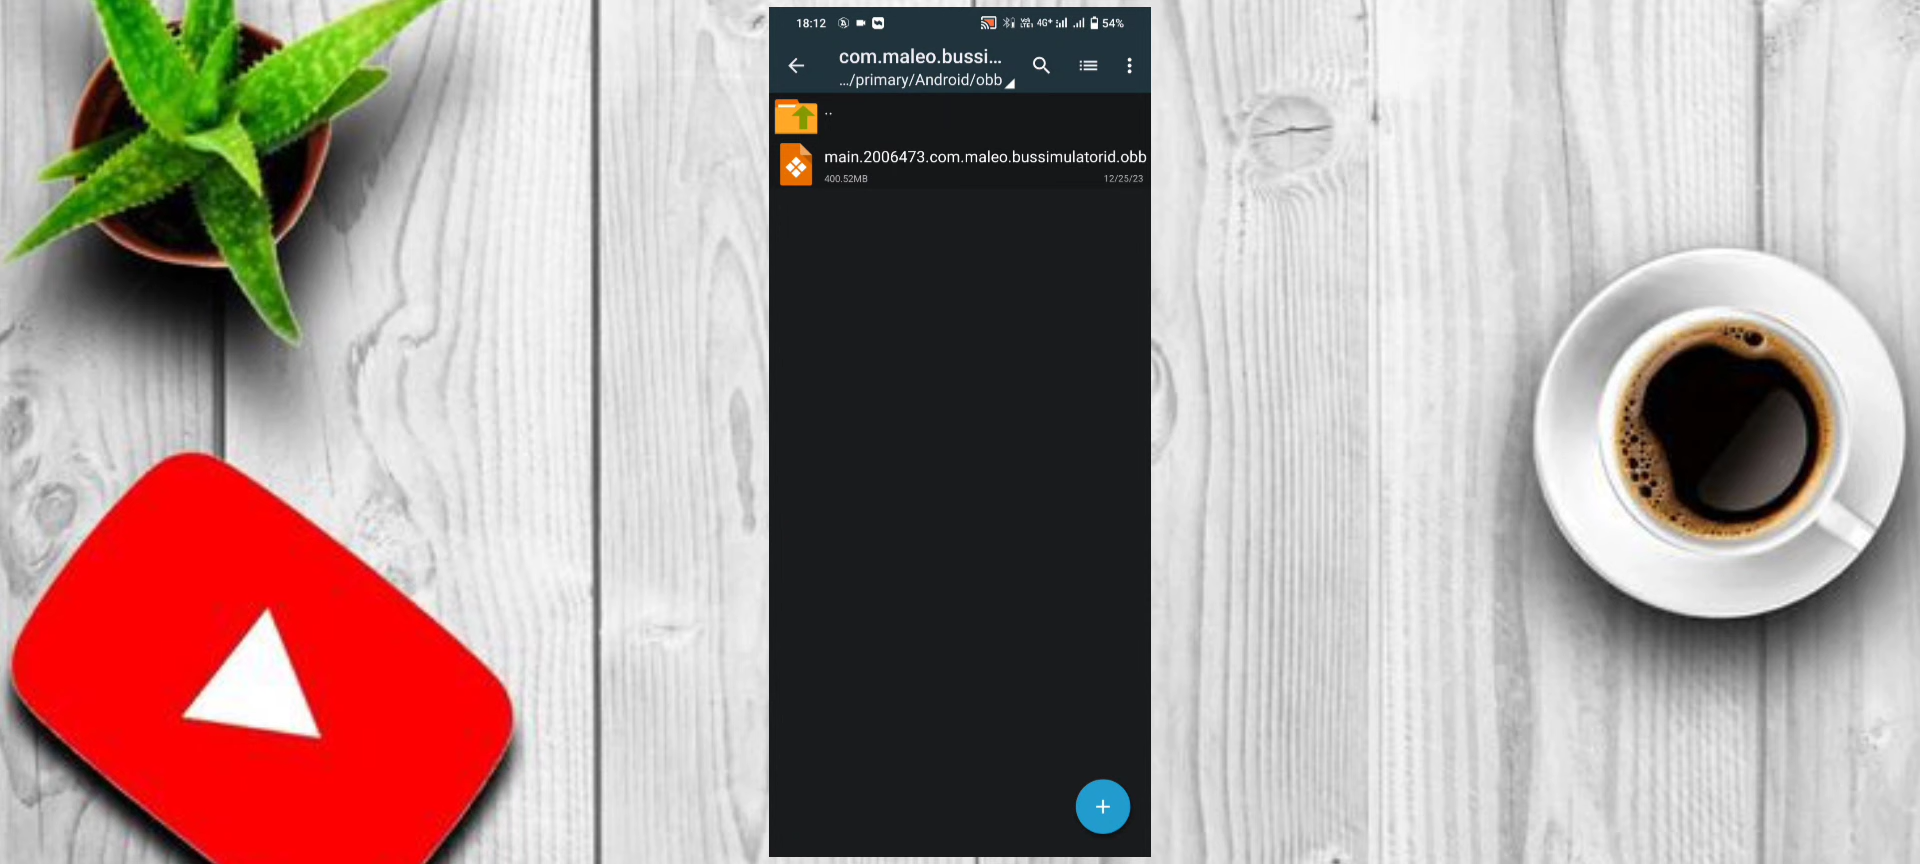 18:12
4G+ 54%
com.maleo.bussi...
.../primary/Android/obb
..
main.2006473.com.maleo.bussimulatorid.obb
400.52MB 12/25/23